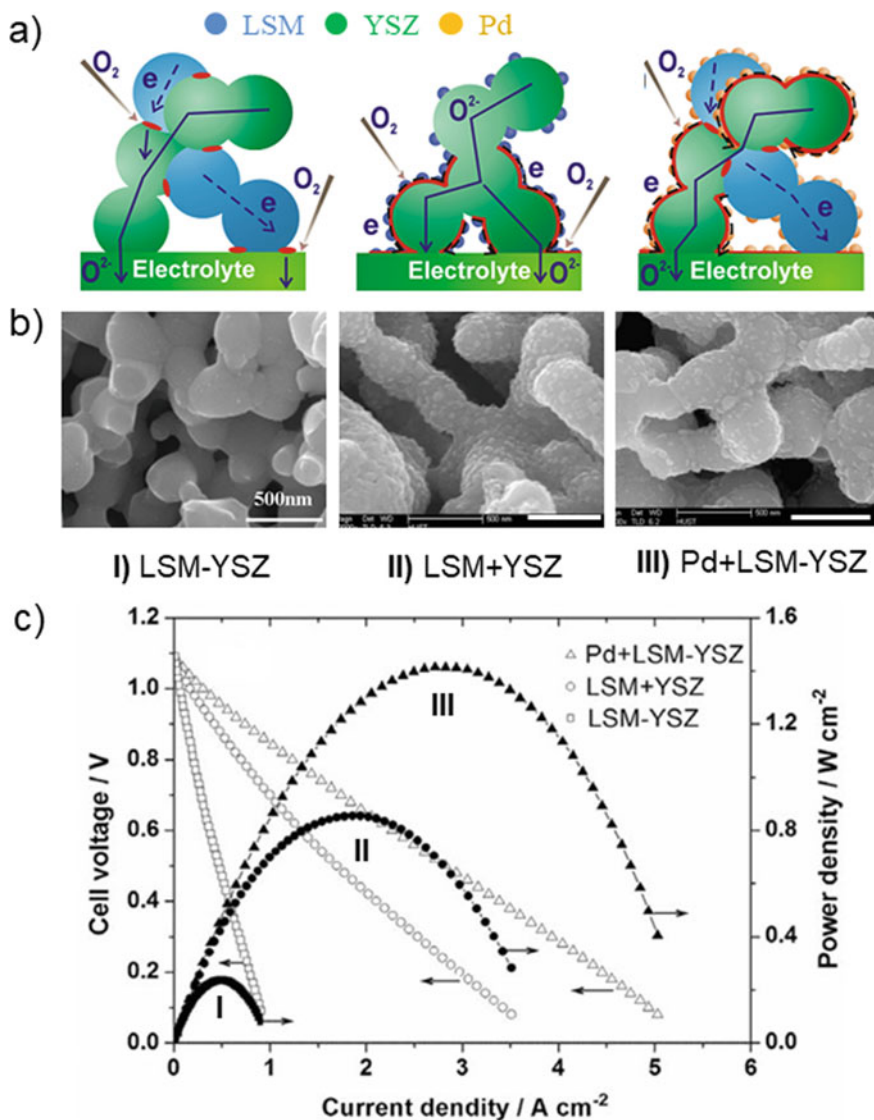 a)
LSM YSZ Pd
O2 e O2 Electrolyte O2-
O2 O2- e e O2 Electrolyte O2- O2-
e e Electrolyte O2-
b)
500nm
500 nm
HUST
500 nm
HUST
I) LSM-YSZ II) LSM+YSZ III) Pd+LSM-YSZ
c)
Cell voltage / V
1.2
1.0
0.8
0.6
0.4
0.2
0.0
Pd+LSM-YSZ
LSM+YSZ
LSM-YSZ
III
II
I
1.6
1.4
1.2
0.8
0.4
0.0
Power density / W cm-2
0 1 2 3 4 5 6
Current dendity / A cm-2